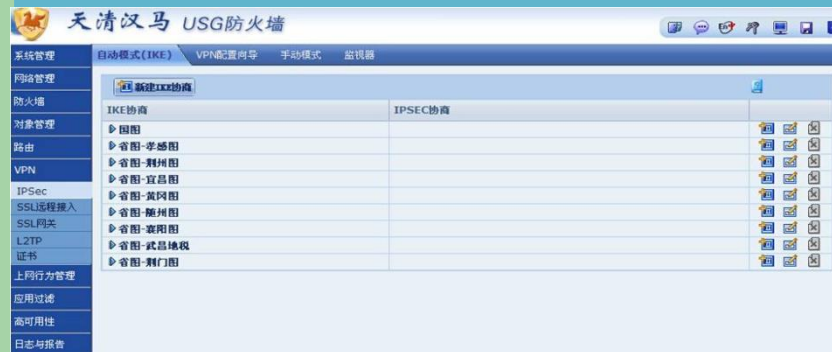 天清汉马 USG防火墙
系统管理
网络管理
防火墙
对象管理
路由
VPN
IPSec
SSL远程接入
SSL网关
L2TP
证书
上网行为管理
应用过滤
高可用性
日志与报告
自动模式(IKE) VPN配置向导 手动模式 监视器
新建IKE协商
IKE协商 IPSEC协商
国图
省图-孝感图
省图-荆州图
省图-宜昌图
省图-黄冈图
省图-随州图
省图-襄阳图
省图-武昌地税
省图-荆门图